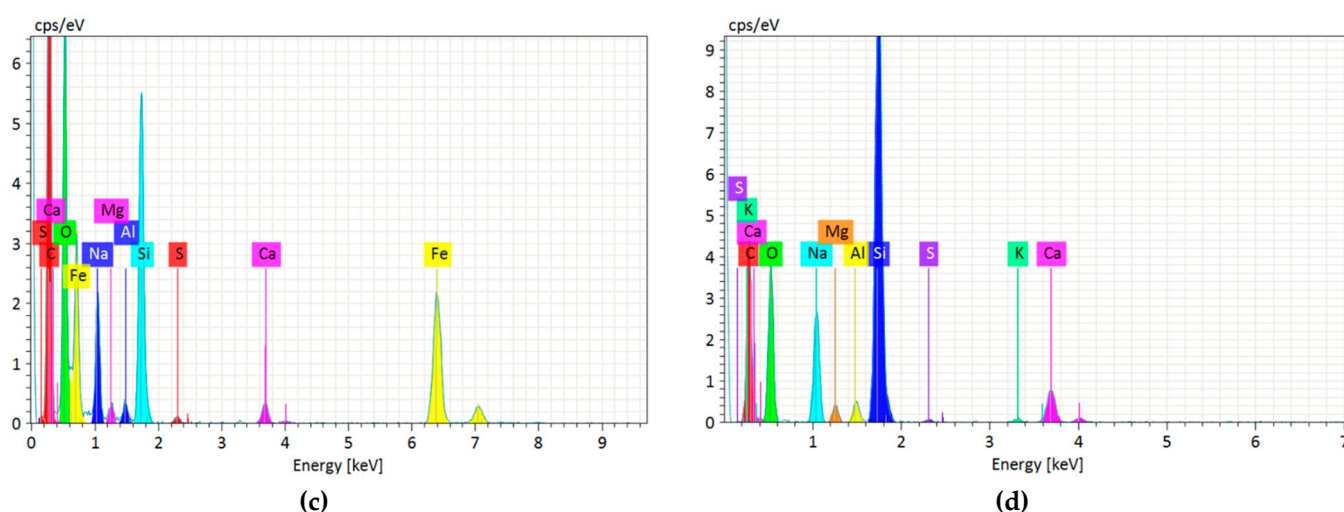 cps/eV
6
5
4
3
2
1
0
Ca
Mg
S
O
Al
C
Na
Si
S
Ca
Fe
Fe
0 1 2 3 4 5 6 7 8 9
Energy [keV]
(c)
cps/eV
9
8
7
6
5
4
3
2
1
0
S
K
Ca
Mg
C
O
Na
Al
Si
S
K
Ca
1 2 3 4 5 6 7
Energy [keV]
(d)